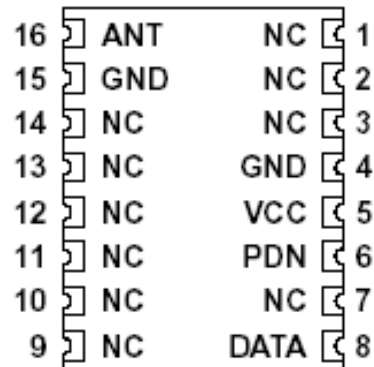 16 ANT NC 1
15 GND NC 2
14 NC NC 3
13 NC GND 4
12 NC VCC 5
11 NC PDN 6
10 NC NC 7
9 NC DATA 8